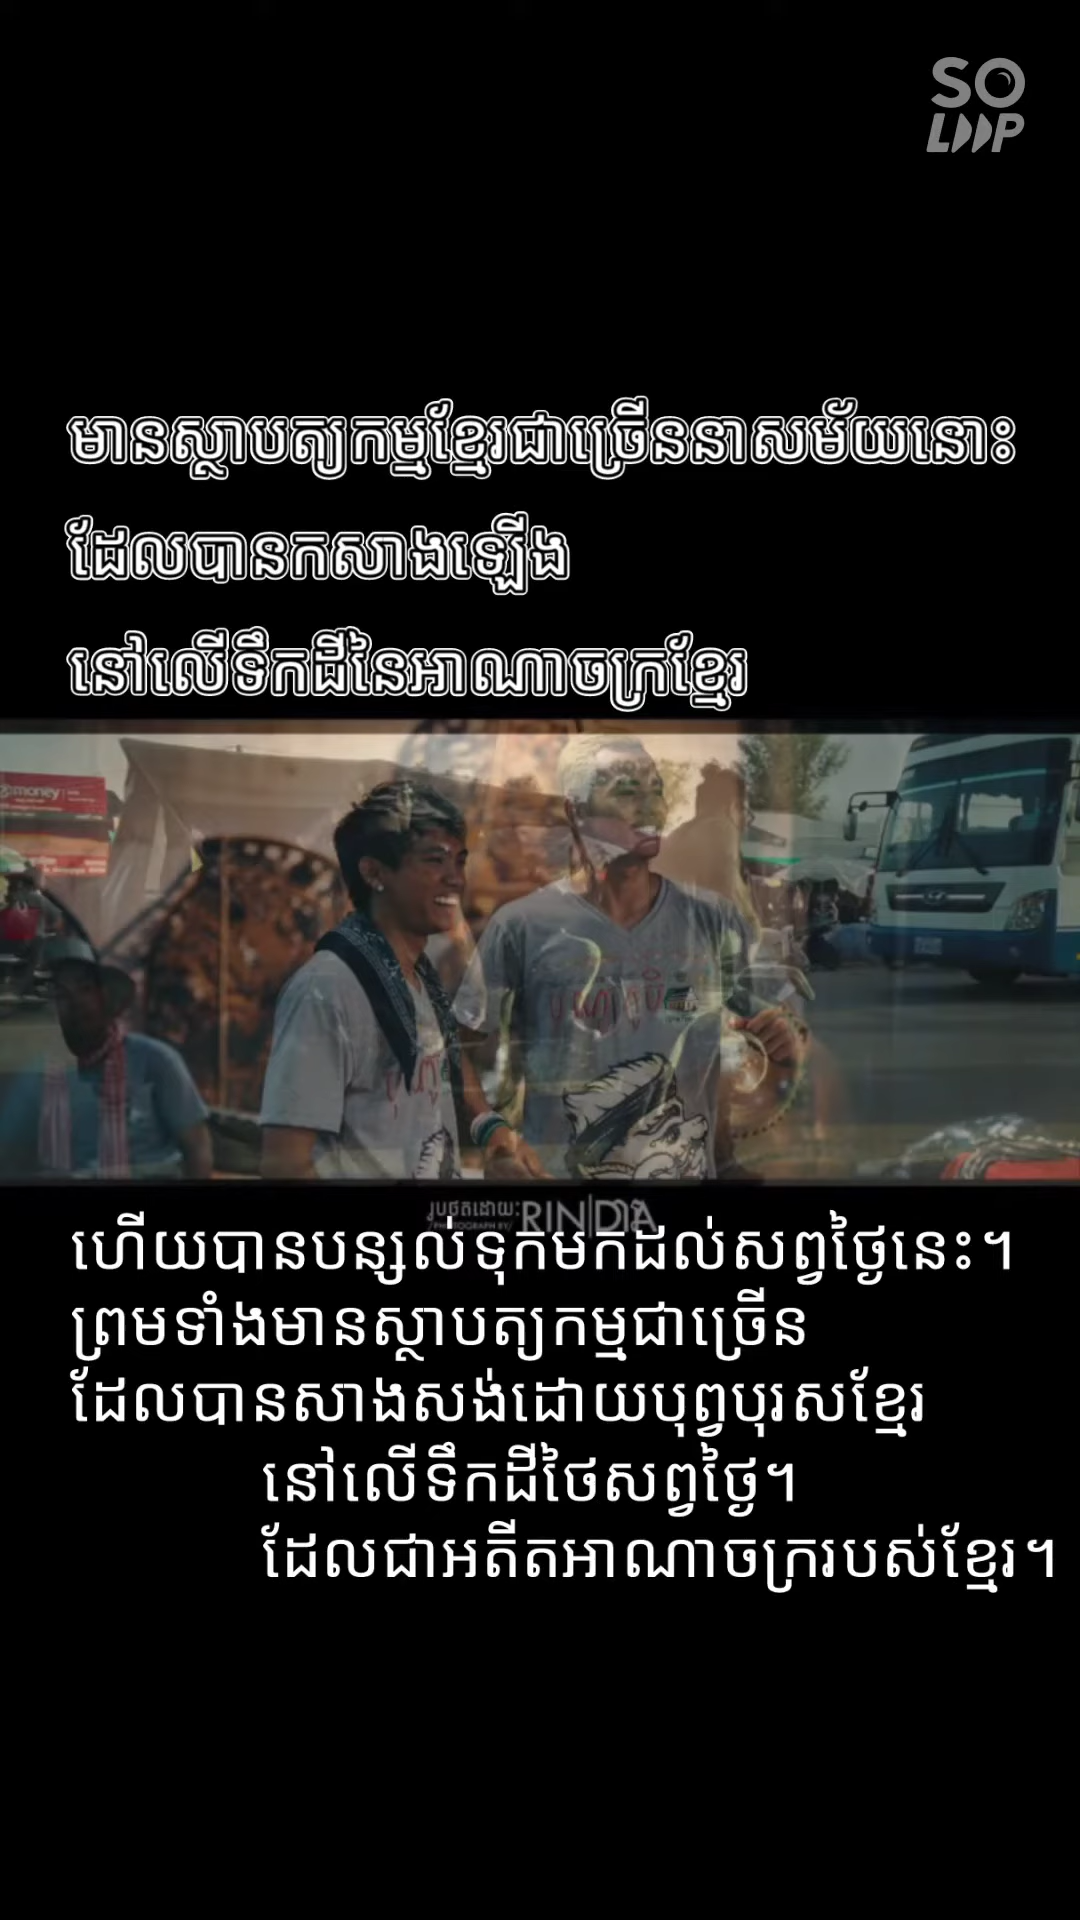 SO
LOOP
មានស្ថាបត្យកម្មខ្មែរជាច្រើននាសម័យនោះ
ដែលបានកសាងឡើង
នៅលើទឹកដីនៃអាណាចក្រខ្មែរ
money
រូបថតដោយ:
PHOTOGRAPH BY/
RIN|DIA
ហើយបានបន្សល់ទុកមកដល់សព្វថ្ងៃនេះ។
ព្រមទាំងមានស្ថាបត្យកម្មជាច្រើន
ដែលបានសាងសង់ដោយបុព្វបុរសខ្មែរ
នៅលើទឹកដីថៃសព្វថ្ងៃ។
ដែលជាអតីតអាណាចក្ររបស់ខ្មែរ។